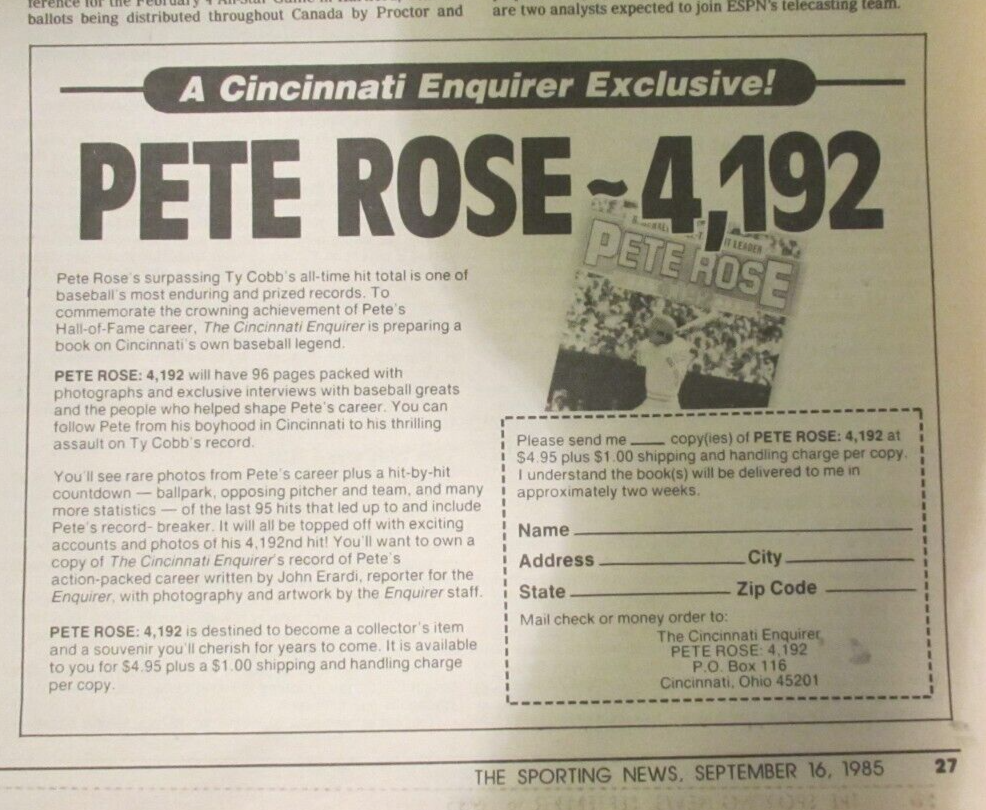 ballots being distributed throughout Canada by Proctor and
are two analysts expected to join ESPN's telecasting team.
A Cincinnati Enquirer Exclusive!
PETE ROSE ~ 4,192
Pete Rose's surpassing Ty Cobb's all-time hit total is one of
baseball's most enduring and prized records. To
commemorate the crowning achievement of Pete's
Hall-of-Fame career, The Cincinnati Enquirer is preparing a
book on Cincinnati's own baseball legend.
PETE ROSE: 4,192 will have 96 pages packed with
photographs and exclusive interviews with baseball greats
and the people who helped shape Pete's career. You can
follow Pete from his boyhood in Cincinnati to his thrilling
assault on Ty Cobb's record.
You'll see rare photos from Pete's career plus a hit-by-hit
countdown — ballpark, opposing pitcher and team, and many
more statistics — of the last 95 hits that led up to and include
Pete's record- breaker. It will all be topped off with exciting
accounts and photos of his 4,192nd hit! You'll want to own a
copy of The Cincinnati Enquirer's record of Pete's
action-packed career written by John Erardi, reporter for the
Enquirer, with photography and artwork by the Enquirer staff.
PETE ROSE: 4,192 is destined to become a collector's item
and a souvenir you'll cherish for years to come. It is available
to you for $4.95 plus a $1.00 shipping and handling charge
per copy.
IT LEADER
PETE ROSE
Please send me ____ copy(ies) of PETE ROSE: 4,192 at
$4.95 plus $1.00 shipping and handling charge per copy.
I understand the book(s) will be delivered to me in
approximately two weeks.
Name
Address City
State Zip Code
Mail check or money order to:
The Cincinnati Enquirer
PETE ROSE: 4,192
P.O. Box 116
Cincinnati, Ohio 45201
THE SPORTING NEWS, SEPTEMBER 16, 1985 27